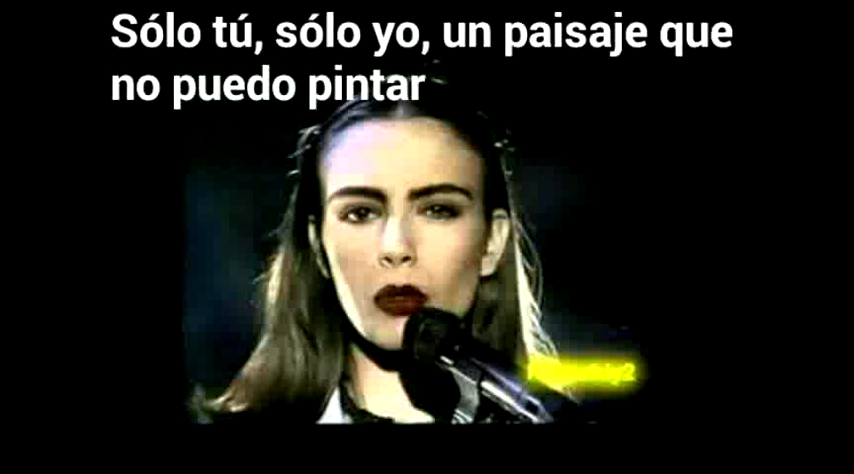 Sólo tú, sólo yo, un paisaje que
no puedo pintar